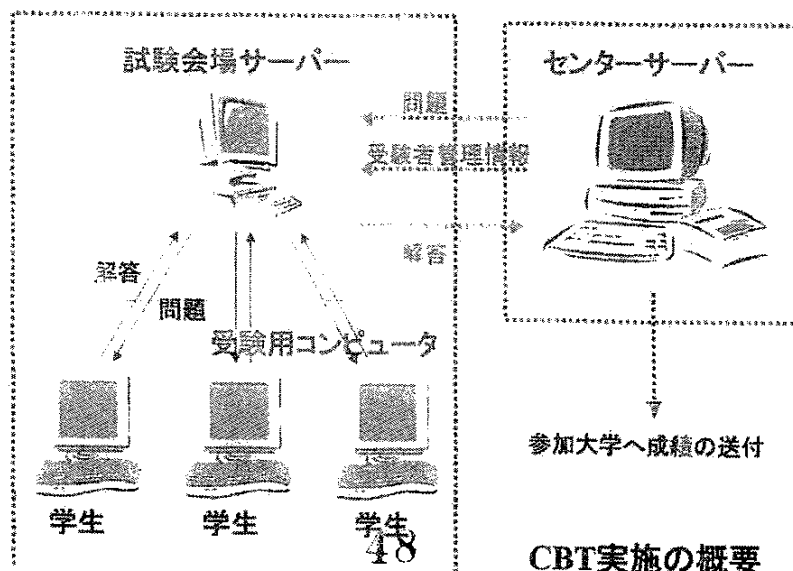 試験会場サーバー
センターサーバー
問題
受験者管理情報
解答
解答
問題
受験用コンピュータ
参加大学へ成績の送付
学生
学生
学生
48
CBT実施の概要